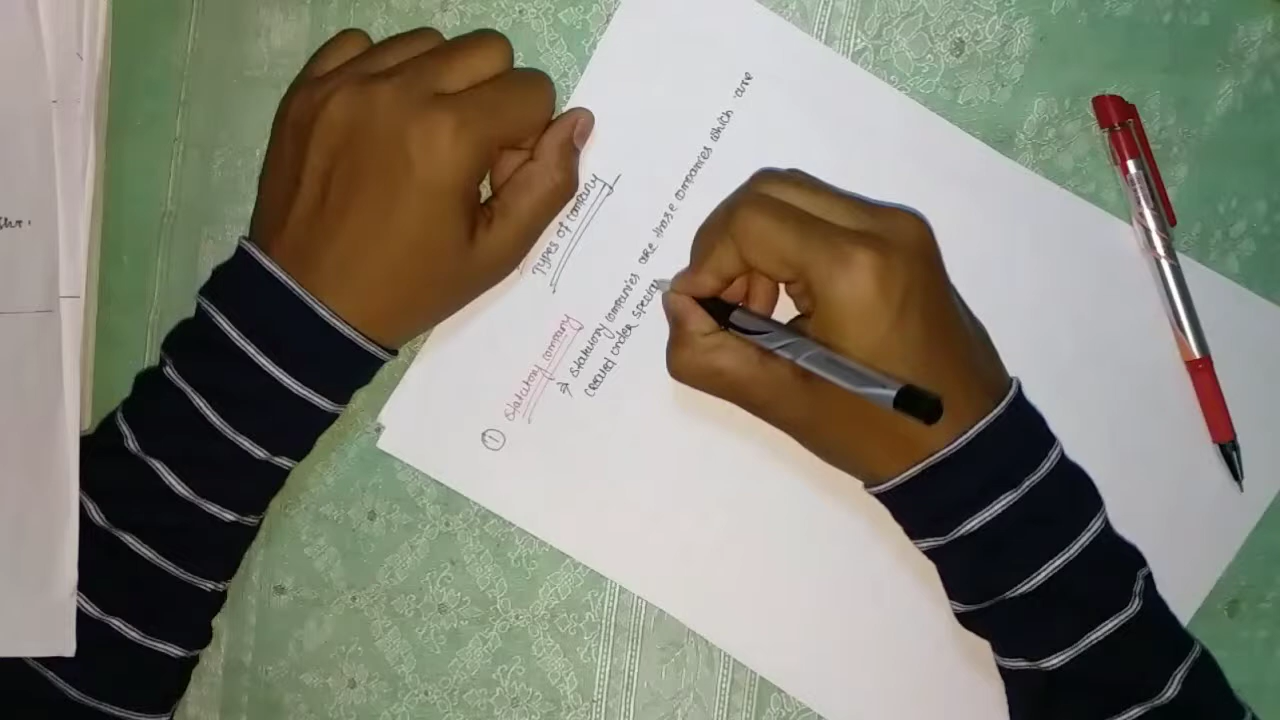 Types of Company
① Statutory Company
⇒ Statutory Companies are those companies which are
created under special